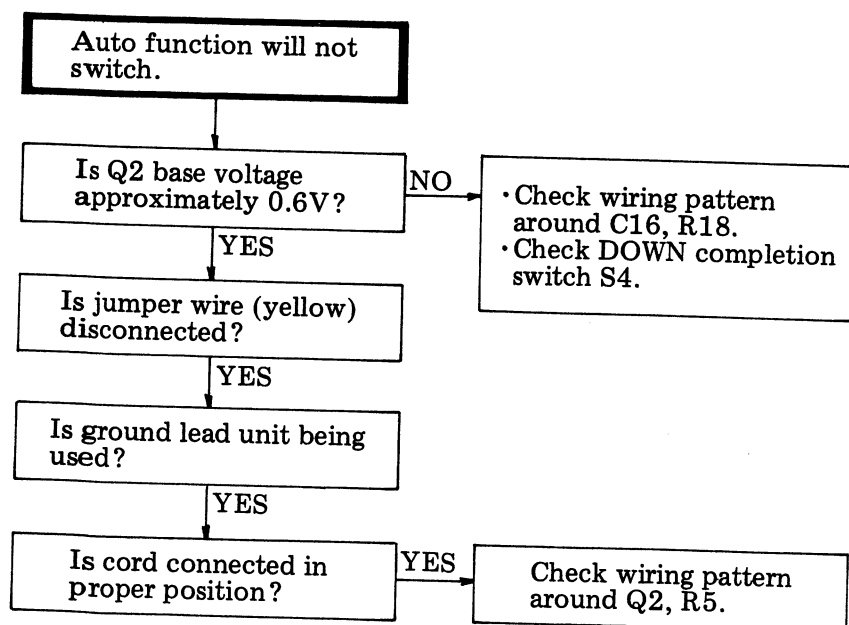 Auto function will not
switch.
Is Q2 base voltage
approximately 0.6V?
NO
·Check wiring pattern
around C16, R18.
·Check DOWN completion
switch S4.
YES
Is jumper wire (yellow)
disconnected?
YES
Is ground lead unit being
used?
YES
Is cord connected in
proper position?
YES
Check wiring pattern
around Q2, R5.